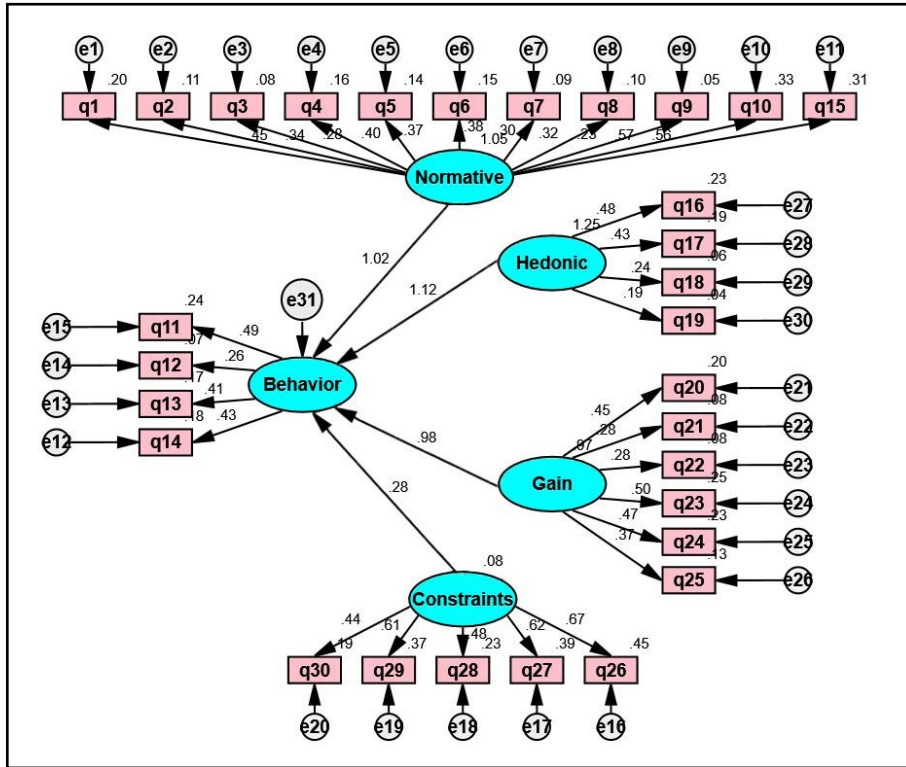 e1 e2 e3 e4 e5 e6 e7 e8 e9 e10 e11
.20 .11 .08 .16 .14 .15 .09 .10 .05 .33 .31
q1 q2 q3 q4 q5 q6 q7 q8 q9 q10 q15
.45 .34 .28 .40 .37 .38 .30 .32 .23 .57 .56
1.05
Normative
.23
.48 q16 e27
1.25 .19
.43 q17 e28
Hedonic .06
.24 q18 e29
.04
.19 q19 e30
1.02
1.12
e31
.24
e15 q11 .49
.07
e14 q12 .26
.17
e13 q13 .41
Behavior
.18
e12 q14 .43
.20
.45 q20 e21
.08
.28 q21 e22
.97 .08
.28 q22 e23
Gain .25
.50 q23 e24
.23
.47 q24 e25
.13
.37 q25 e26
.98
.28
.08
Constraints
.44 .61 .48 .62 .67
.19 .37 .23 .39 .45
q30 q29 q28 q27 q26
e20 e19 e18 e17 e16